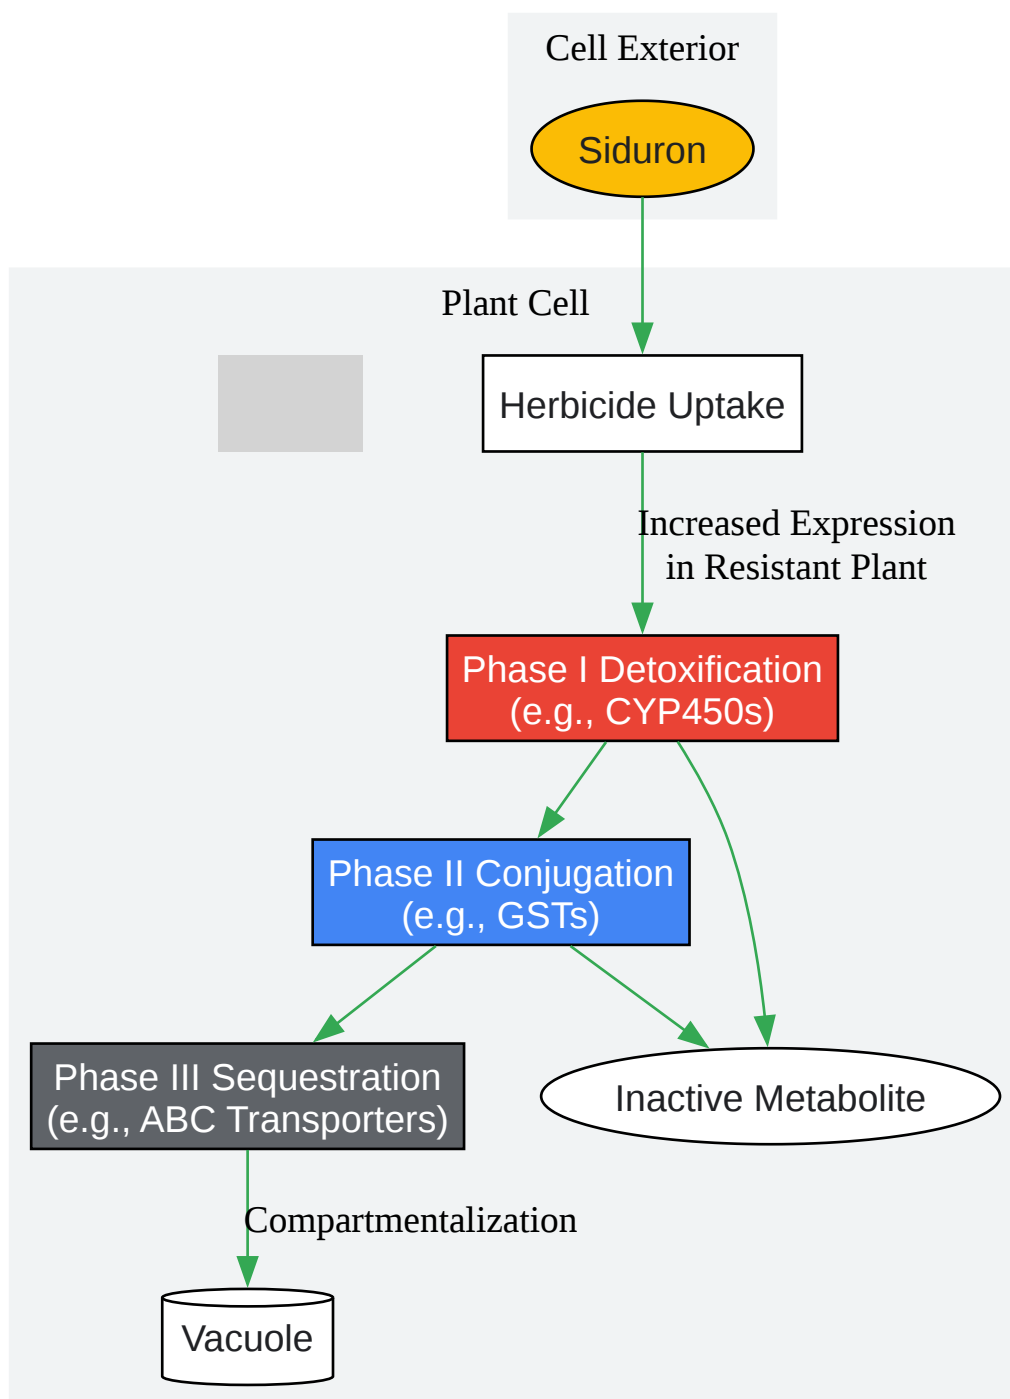 Cell Exterior
Siduron
Plant Cell
Herbicide Uptake
Increased Expression
in Resistant Plant
Phase I Detoxification
(e.g., CYP450s)
Phase II Conjugation
(e.g., GSTs)
Phase III Sequestration
(e.g., ABC Transporters)
Inactive Metabolite
Compartmentalization
Vacuole